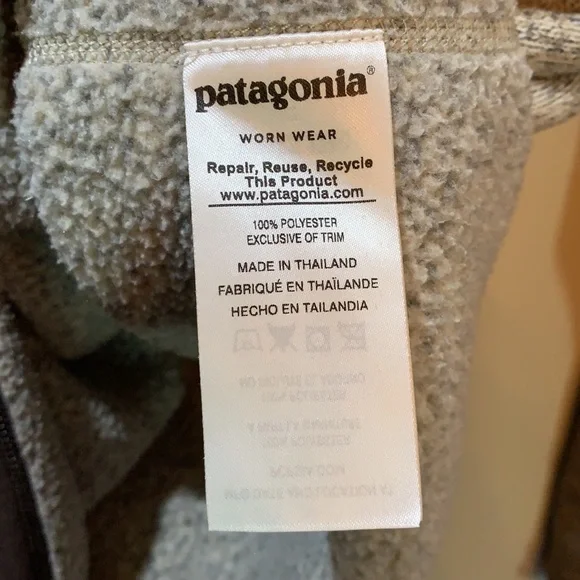 patagonia®
WORN WEAR
Repair, Reuse, Recycle
This Product
www.patagonia.com
100% POLYESTER
EXCLUSIVE OF TRIM
MADE IN THAILAND
FABRIQUÉ EN THAÏLANDE
HECHO EN TAILANDIA